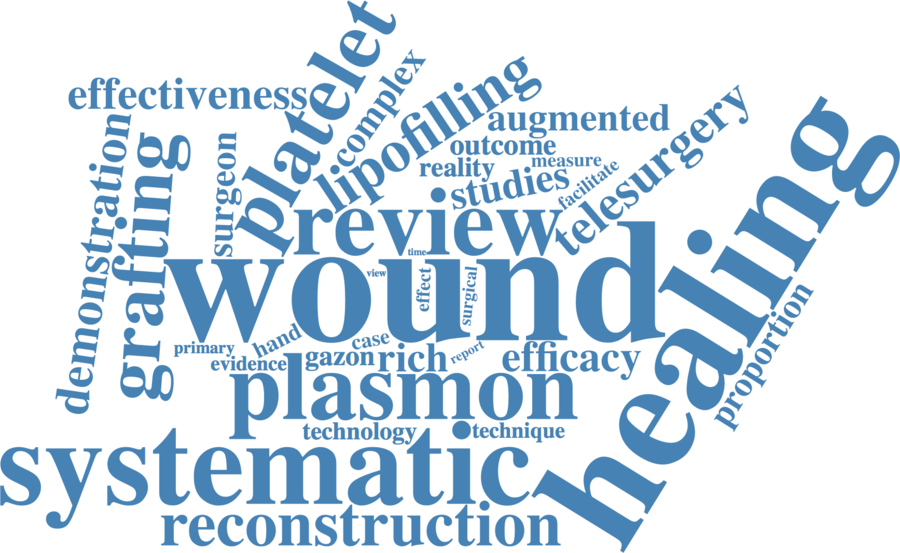 platelet
complex
effectiveness
lipofilling
augmented
telesurgery
demonstration
grafting
surgeon
outcome
reality
measure
studies
facilitate
review
healing
wound
time
view
effect
surgical
proportion
primary
hand
case
evidence
gazon
rich
report
efficacy
plasmon
technology
technique
systematic
reconstruction